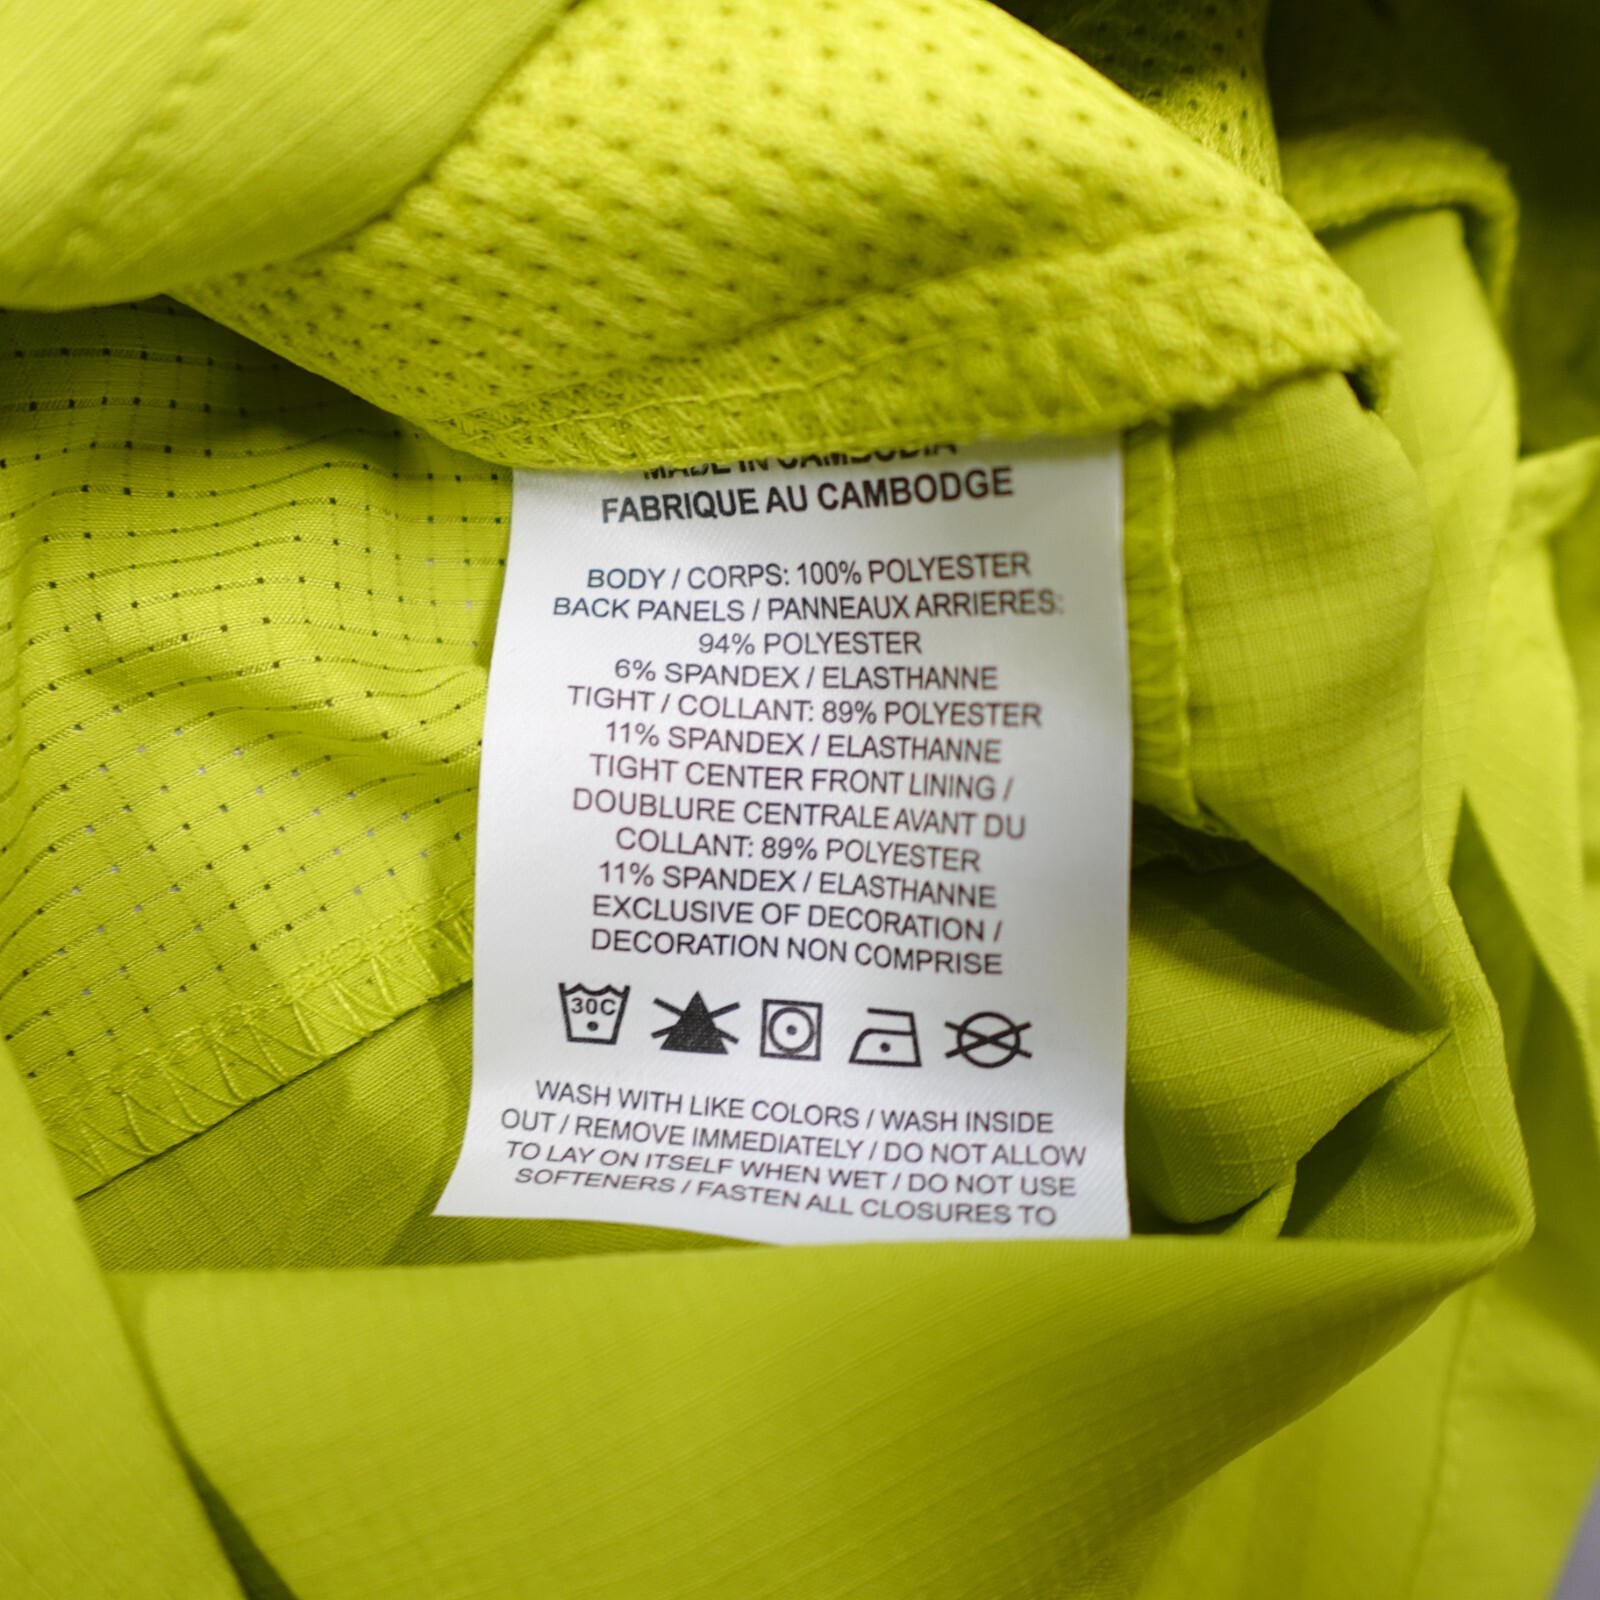 MADE IN CAMBODIA
FABRIQUE AU CAMBODGE
BODY / CORPS: 100% POLYESTER
BACK PANELS / PANNEAUX ARRIERES:
94% POLYESTER
6% SPANDEX / ELASTHANNE
TIGHT / COLLANT: 89% POLYESTER
11% SPANDEX / ELASTHANNE
TIGHT CENTER FRONT LINING /
DOUBLURE CENTRALE AVANT DU
COLLANT: 89% POLYESTER
11% SPANDEX / ELASTHANNE
EXCLUSIVE OF DECORATION /
DECORATION NON COMPRISE
30C
WASH WITH LIKE COLORS / WASH INSIDE
OUT / REMOVE IMMEDIATELY / DO NOT ALLOW
TO LAY ON ITSELF WHEN WET / DO NOT USE
SOFTENERS / FASTEN ALL CLOSURES TO